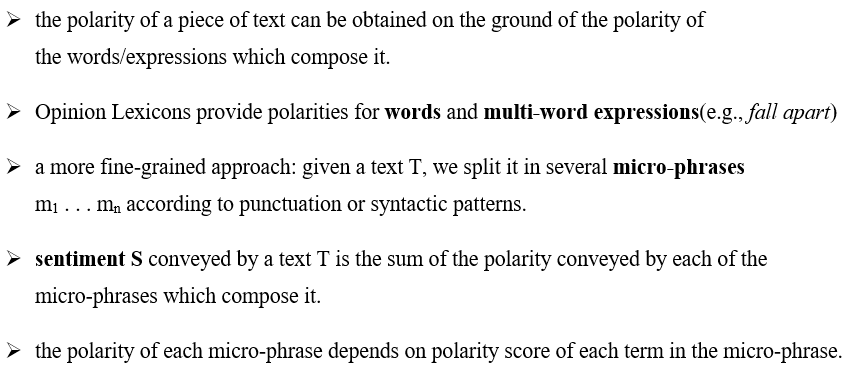 ➢ the polarity of a piece of text can be obtained on the ground of the polarity of
the words/expressions which compose it.
➢ Opinion Lexicons provide polarities for words and multi-word expressions(e.g., fall apart)
➢ a more fine-grained approach: given a text T, we split it in several micro-phrases
m₁ . . . mₙ according to punctuation or syntactic patterns.
➢ sentiment S conveyed by a text T is the sum of the polarity conveyed by each of the
micro-phrases which compose it.
➢ the polarity of each micro-phrase depends on polarity score of each term in the micro-phrase.